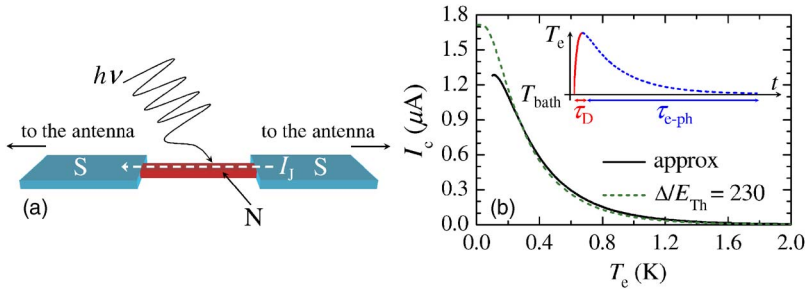 hν
to the antenna
to the antenna
S
I_J
S
(a)
N
1.8
1.5
1.2
0.9
0.6
0.3
0.0
I_c (μA)
(b)
T_e
T_bath
t
τ_D
τ_e-ph
approx
Δ/E_Th = 230
0.0 0.4 0.8 1.2 1.6 2.0
T_e (K)